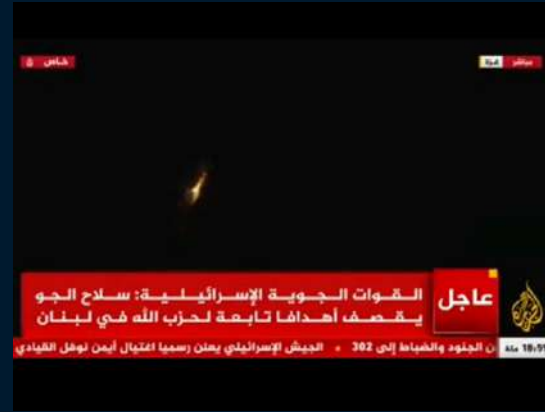 خاص
مباشر غزة
عاجل
القوات الجوية الإسرائيلية: سلاح الجو
يقصف أهدافا تابعة لحزب الله في لبنان
ن الجنود والضباط إلى 302 • الجيش الإسرائيلي يعلن رسميا اغتيال أيمن نوفل القيادي